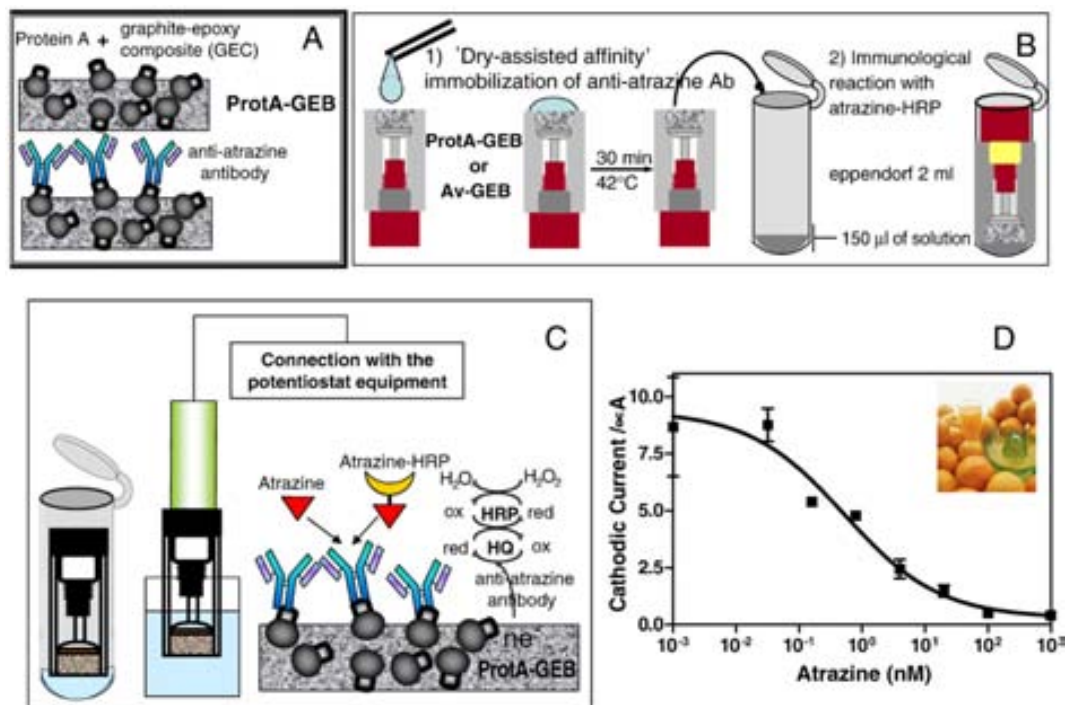 A
Protein A + graphite-epoxy
composite (GEC)
ProtA-GEB
anti-atrazine
antibody
B
1) 'Dry-assisted affinity'
immobilization of anti-atrazine Ab
ProtA-GEB
or
Av-GEB
30 min
42°C
2) Immunological
reaction with
atrazine-HRP
eppendorf 2 ml
150 µl of solution
C
Connection with the
potentiostat equipment
Atrazine
Atrazine-HRP
H₂O₂ H₂O₂
ox HRP red
red HQ ox
anti-atrazine
antibody
ne⁻
ProtA-GEB
D
Cathodic Current /∝A
10.0
7.5
5.0
2.5
0.0
10⁻³ 10⁻² 10⁻¹ 10⁰ 10¹ 10² 10³
Atrazine (nM)